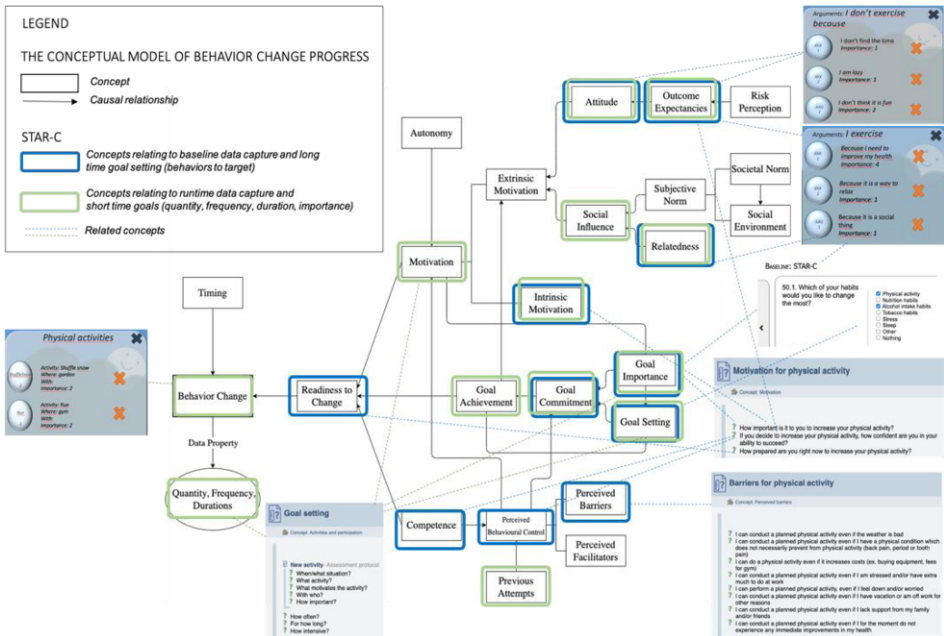 LEGEND
THE CONCEPTUAL MODEL OF BEHAVIOR CHANGE PROGRESS
Concept
Causal relationship
STAR-C
Concepts relating to baseline data capture and long
time goal setting (behaviors to target)
Concepts relating to runtime data capture and
short time goals (quantity, frequency, duration, importance)
Related concepts
Arguments: I don't exercise
because
I don't find the time
Importance: 1
I am lazy
Importance: 1
I don't think it is fun
Importance: 2
Arguments: I exercise
Because I need to
improve my health
Importance: 4
Because it is a way to
relax
Importance: 1
Because it is a social
thing
Importance: 1
Autonomy
Attitude
Outcome
Expectancies
Risk
Perception
Extrinsic
Motivation
Subjective
Norm
Societal Norm
Social
Influence
Social
Environment
Relatedness
Motivation
Intrinsic
Motivation
BASELINE: STAR-C
S0.1. Which of your habits
would you like to change
the most?
Physical activity
Nutrition habits
Alcohol intake habits
Tobacco habits
Stress
Sleep
Other
Nothing
Timing
Physical activities
Activity: Shuffle snow
Where: garden
With:
Importance: 2
Run
Activity: Run
Where: gym
With:
Importance: 2
Behavior Change
Readiness to
Change
Goal
Achievement
Goal
Commitment
Goal
Importance
Goal Setting
Data Property
Quantity, Frequency,
Durations
Motivation for physical activity
Concept: Motivation
? How important is it to you to increase your physical activity?
? If you decide to increase your physical activity, how confident are you in your
ability to succeed?
? How prepared are you right now to increase your physical activity?
Competence
Perceived
Behavioural Control
Perceived
Barriers
Perceived
Facilitators
Previous
Attempts
Goal setting
Concept: Activities and participation
New activity - Assessment protocol
? When/what situation?
? What activity?
? What motivates the activity?
? With who?
? How important?
? How often?
? For how long?
? How intensive?
Barriers for physical activity
Concept: Perceived barriers
? I can conduct a planned physical activity even if the weather is bad
? I can conduct a planned physical activity even if I have a physical condition which
does not necessarily prevent from physical activity (back pain, period or tooth
pain)
? I can do a physical activity even if it increases costs (ex. buying equipment, fees
for gym)
? I can conduct a planned physical activity even if I am stressed and/or have extra
much to do at work
? I can perform a planned physical activity even if I feel down and/or worried
? I can conduct a planned physical activity even if I have vacation or am off work for
other reasons
? I can conduct a planned physical activity even if I lack support from my family
and/or friends
? I can conduct a planned physical activity even if I for the moment do not
experience any immediate improvements in my health